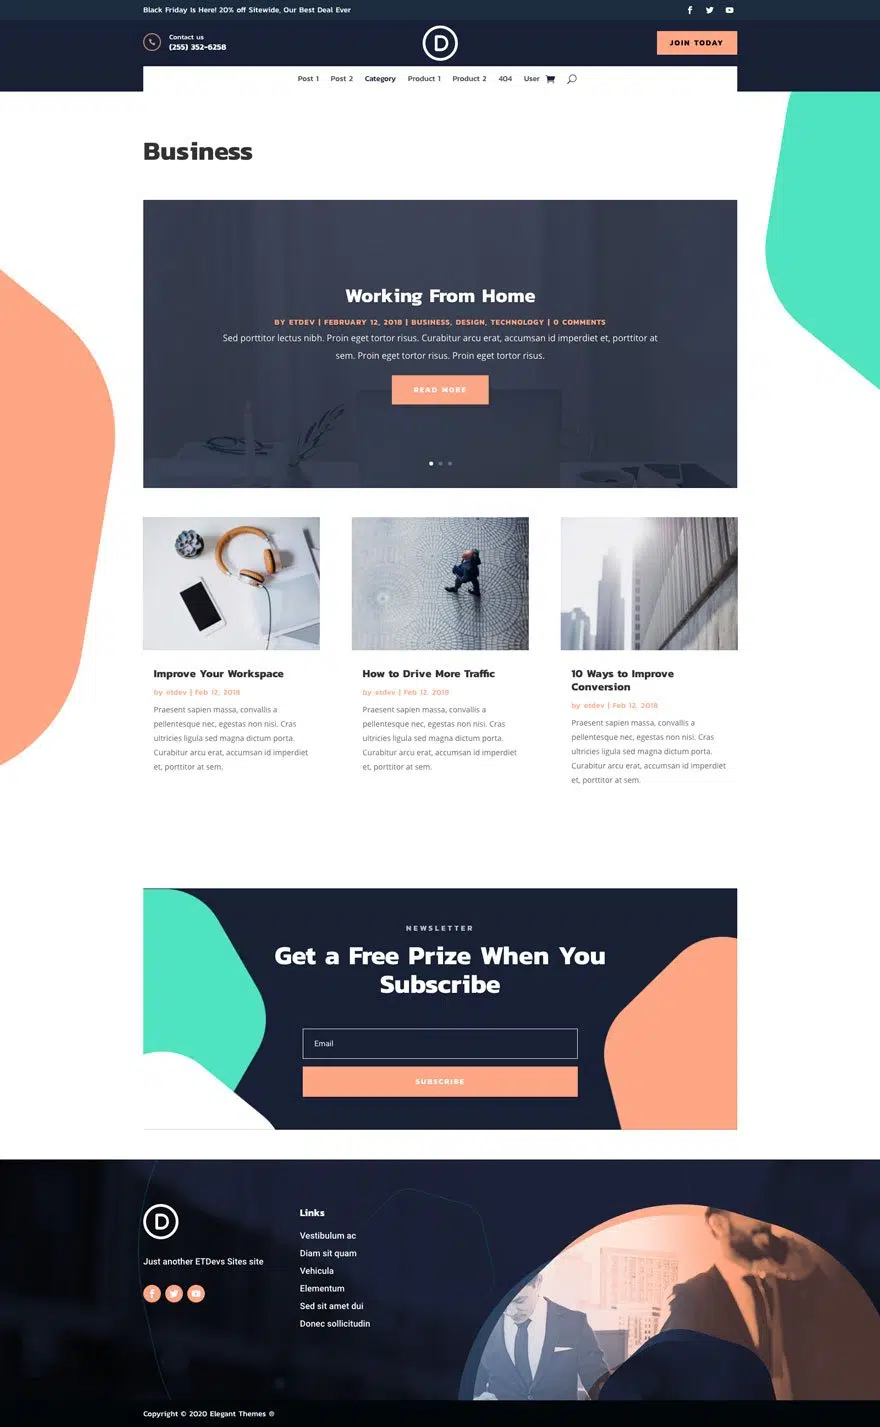 Black Friday Is Here! 20% off Sitewide, Our Best Deal Ever
Contact us
(255) 352-6258
D
JOIN TODAY
Post 1 Post 2 Category Product 1 Product 2 404 User
Business
Working From Home
BY ETDEV | FEBRUARY 12, 2018 | BUSINESS, DESIGN, TECHNOLOGY | 0 COMMENTS
Sed porttitor lectus nibh. Proin eget tortor risus. Curabitur arcu erat, accumsan id imperdiet et, porttitor at
sem. Proin eget tortor risus. Proin eget tortor risus.
READ MORE
Improve Your Workspace
by etdev | Feb 12, 2018
Praesent sapien massa, convallis a
pellentesque nec, egestas non nisi. Cras
ultricies ligula sed magna dictum porta.
Curabitur arcu erat, accumsan id imperdiet
et, porttitor at sem.
How to Drive More Traffic
by etdev | Feb 12, 2018
Praesent sapien massa, convallis a
pellentesque nec, egestas non nisi. Cras
ultricies ligula sed magna dictum porta.
Curabitur arcu erat, accumsan id imperdiet
et, porttitor at sem.
10 Ways to Improve
Conversion
by etdev | Feb 12, 2018
Praesent sapien massa, convallis a
pellentesque nec, egestas non nisi. Cras
ultricies ligula sed magna dictum porta.
Curabitur arcu erat, accumsan id imperdiet
et, porttitor at sem.
NEWSLETTER
Get a Free Prize When You
Subscribe
Email
SUBSCRIBE
D
Just another ETDevs Sites site
Links
Vestibulum ac
Diam sit quam
Vehicula
Elementum
Sed sit amet dui
Donec sollicitudin
Copyright © 2020 Elegant Themes ®